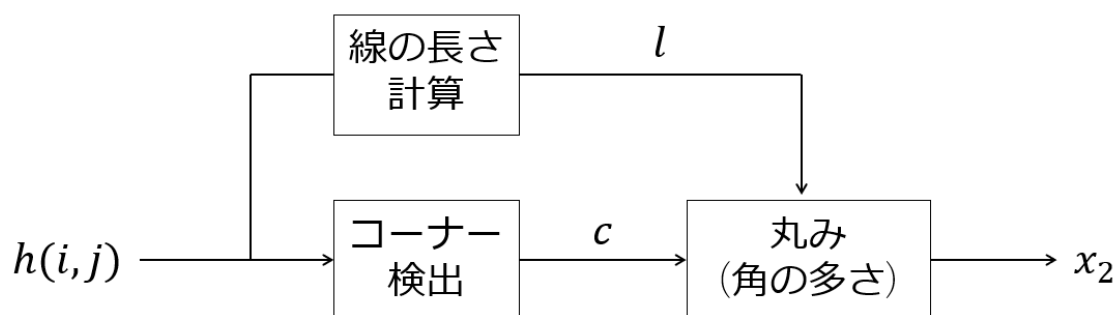 線の長さ
計算
l
h(i,j)
コーナー
検出
c
丸み
(角の多さ)
x₂